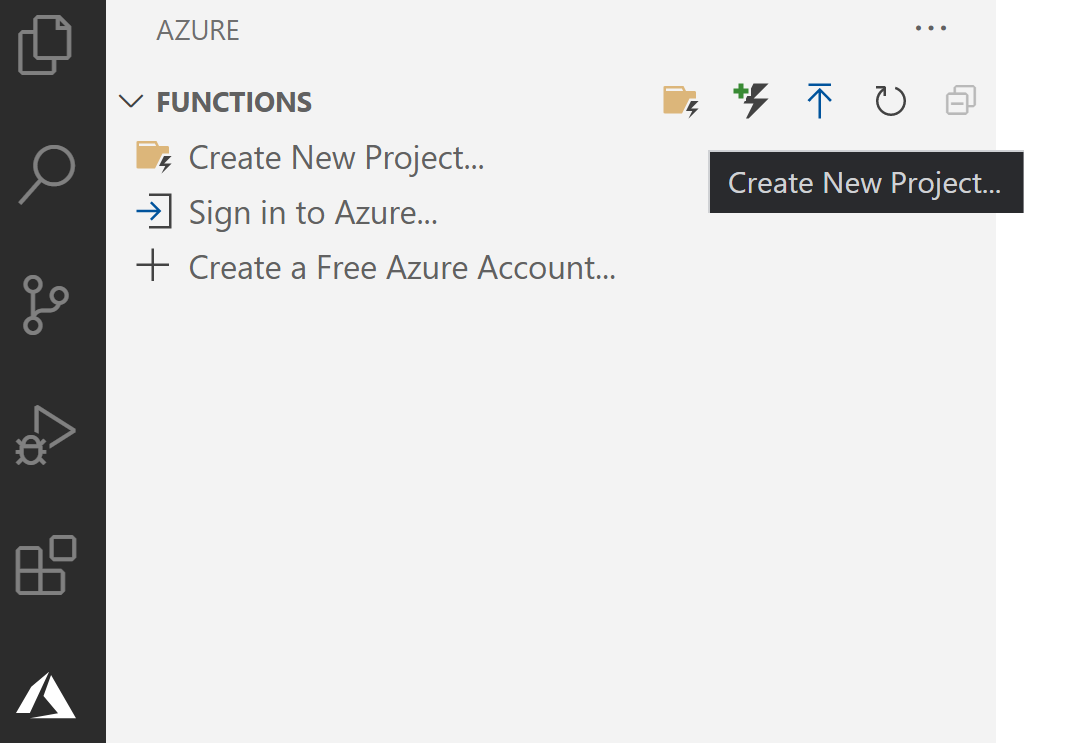 AZURE
FUNCTIONS
Create New Project...
Create New Project...
Sign in to Azure...
Create a Free Azure Account...